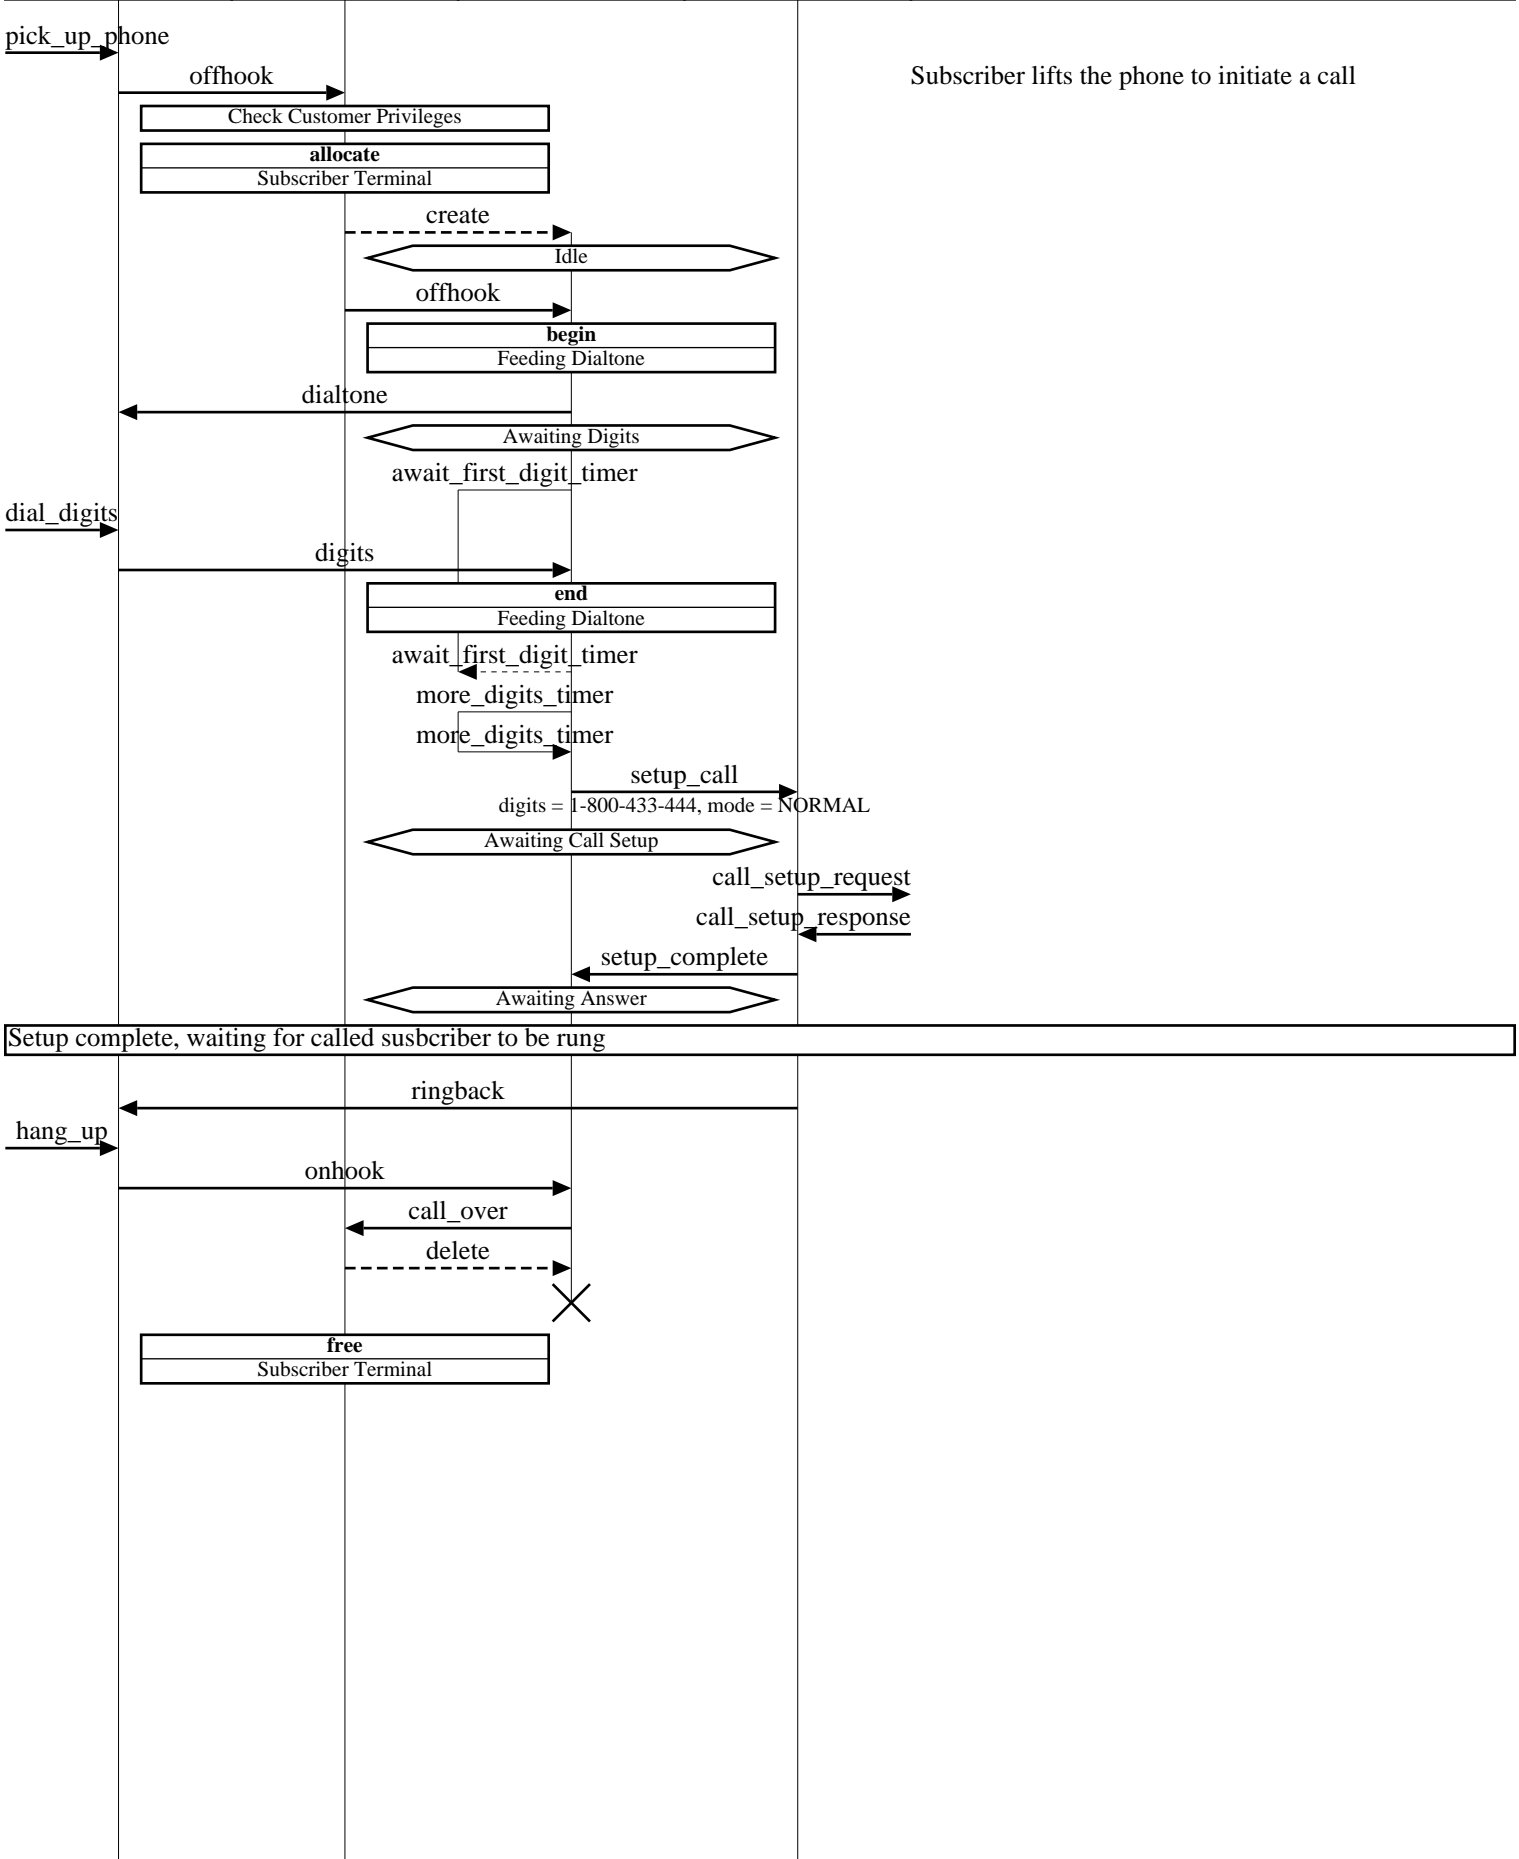 pick_up_phone
offhook
Subscriber lifts the phone to initiate a call
Check Customer Privileges
allocate
Subscriber Terminal
create
Idle
offhook
begin
Feeding Dialtone
dialtone
Awaiting Digits
await_first_digit_timer
dial_digits
digits
end
Feeding Dialtone
await_first_digit_timer
more_digits_timer
more_digits_timer
setup_call
digits = 1-800-433-444, mode = NORMAL
Awaiting Call Setup
call_setup_request
call_setup_response
setup_complete
Awaiting Answer
Setup complete, waiting for called susbcriber to be rung
ringback
hang_up
onhook
call_over
delete
free
Subscriber Terminal